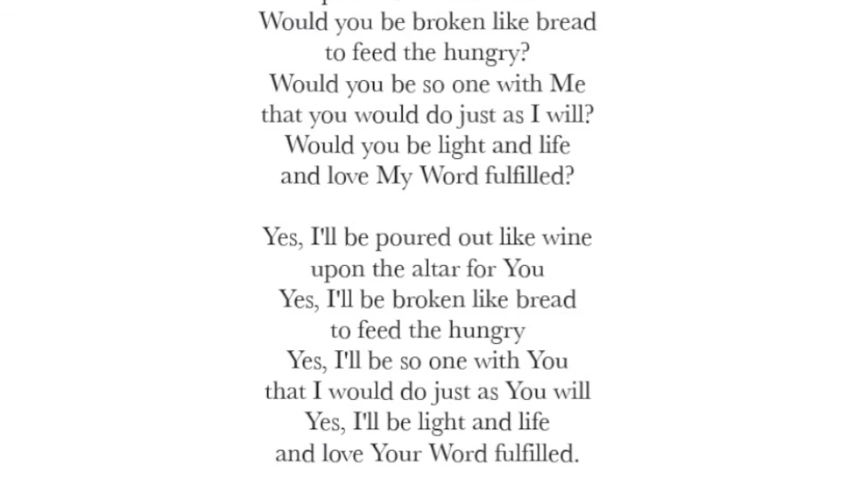 Would you be broken like bread
to feed the hungry?
Would you be so one with Me
that you would do just as I will?
Would you be light and life
and love My Word fulfilled?
Yes, I'll be poured out like wine
upon the altar for You
Yes, I'll be broken like bread
to feed the hungry
Yes, I'll be so one with You
that I would do just as You will
Yes, I'll be light and life
and love Your Word fulfilled.